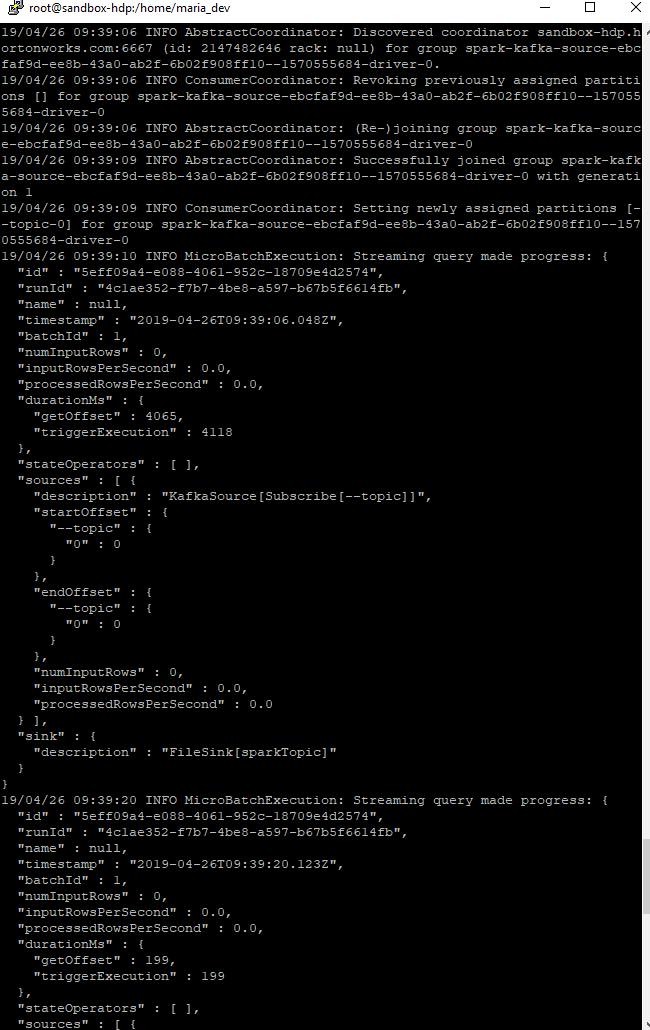 root@sandbox-hdp:/home/maria_dev
19/04/26 09:39:06 INFO AbstractCoordinator: Discovered coordinator sandbox-hdp.h
ortonworks.com:6667 (id: 2147482646 rack: null) for group spark-kafka-source-ebc
faf9d-ee8b-43a0-ab2f-6b02f908ff10--1570555684-driver-0.
19/04/26 09:39:06 INFO ConsumerCoordinator: Revoking previously assigned partiti
ons [] for group spark-kafka-source-ebcfaf9d-ee8b-43a0-ab2f-6b02f908ff10--157055
5684-driver-0
19/04/26 09:39:06 INFO AbstractCoordinator: (Re-)joining group spark-kafka-sourc
e-ebcfaf9d-ee8b-43a0-ab2f-6b02f908ff10--1570555684-driver-0
19/04/26 09:39:09 INFO AbstractCoordinator: Successfully joined group spark-kafk
a-source-ebcfaf9d-ee8b-43a0-ab2f-6b02f908ff10--1570555684-driver-0 with generati
on 1
19/04/26 09:39:09 INFO ConsumerCoordinator: Setting newly assigned partitions [-
-topic-0] for group spark-kafka-source-ebcfaf9d-ee8b-43a0-ab2f-6b02f908ff10--157
0555684-driver-0
19/04/26 09:39:10 INFO MicroBatchExecution: Streaming query made progress: {
  "id" : "5eff09a4-e088-4061-952c-18709e4d2574",
  "runId" : "4c1ae352-f7b7-4be8-a597-b67b5f6614fb",
  "name" : null,
  "timestamp" : "2019-04-26T09:39:06.048Z",
  "batchId" : 1,
  "numInputRows" : 0,
  "inputRowsPerSecond" : 0.0,
  "processedRowsPerSecond" : 0.0,
  "durationMs" : {
    "getOffset" : 4065,
    "triggerExecution" : 4118
  },
  "stateOperators" : [ ],
  "sources" : [ {
    "description" : "KafkaSource[Subscribe[--topic]]",
    "startOffset" : {
      "--topic" : {
        "0" : 0
      }
    },
    "endOffset" : {
      "--topic" : {
        "0" : 0
      }
    },
    "numInputRows" : 0,
    "inputRowsPerSecond" : 0.0,
    "processedRowsPerSecond" : 0.0
  } ],
  "sink" : {
    "description" : "FileSink[sparkTopic]"
  }
}
19/04/26 09:39:20 INFO MicroBatchExecution: Streaming query made progress: {
  "id" : "5eff09a4-e088-4061-952c-18709e4d2574",
  "runId" : "4c1ae352-f7b7-4be8-a597-b67b5f6614fb",
  "name" : null,
  "timestamp" : "2019-04-26T09:39:20.123Z",
  "batchId" : 1,
  "numInputRows" : 0,
  "inputRowsPerSecond" : 0.0,
  "processedRowsPerSecond" : 0.0,
  "durationMs" : {
    "getOffset" : 199,
    "triggerExecution" : 199
  },
  "stateOperators" : [ ],
  "sources" : [ {